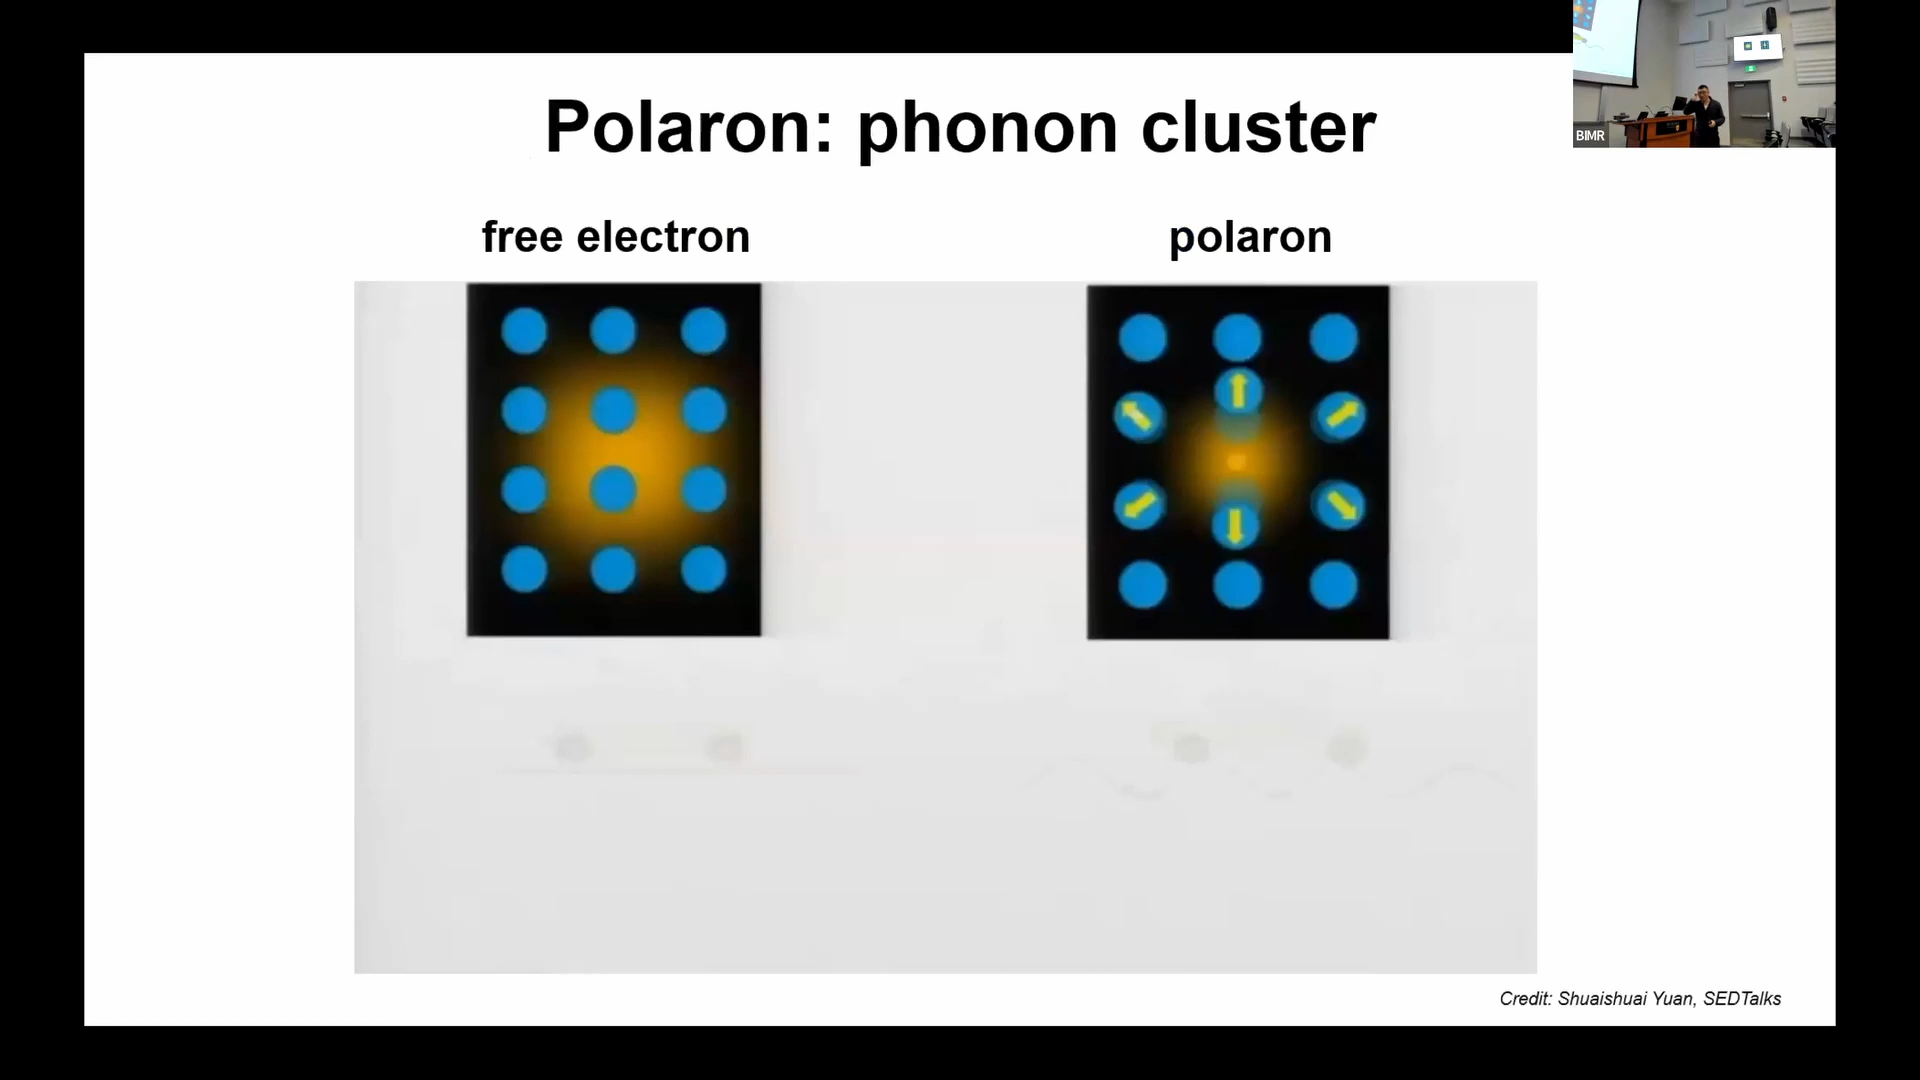 Polaron: phonon cluster
free electron
polaron
BIMR
Credit: Shuaishuai Yuan, SEDTalks